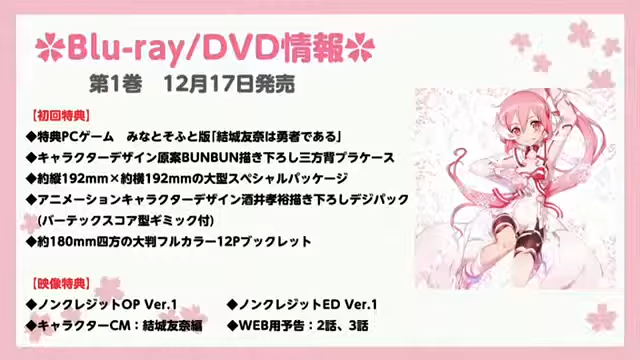 Blu-ray/DVD情報
第1巻　12月17日発売
【初回特典】
◆特典PCゲーム　みなとそふと版「結城友奈は勇者である」
◆キャラクターデザイン原案BUNBUN描き下ろし三方背プラケース
◆約縦192mm×約横192mmの大型スペシャルパッケージ
◆アニメーションキャラクターデザイン酒井孝裕描き下ろしデジパック
(バーテックスコア型ギミック付)
◆約180mm四方の大判フルカラー12Pブックレット
【映像特典】
◆ノンクレジットOP Ver.1　◆ノンクレジットED Ver.1
◆キャラクターCM：結城友奈編　◆WEB用予告：2話、3話